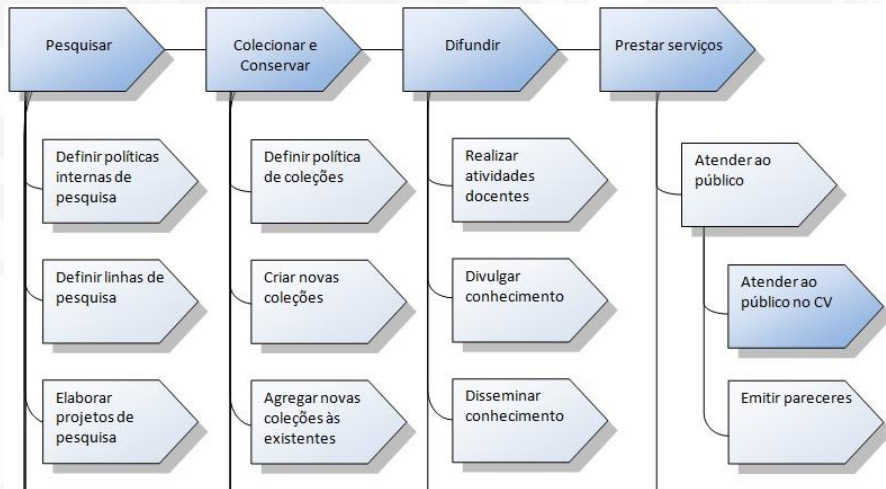 Pesquisar
Colecionar e
Conservar
Difundir
Prestar serviços
Definir políticas
internas de
pesquisa
Definir política
de coleções
Realizar
atividades
docentes
Atender ao
público
Definir linhas de
pesquisa
Criar novas
coleções
Divulgar
conhecimento
Atender ao
público no CV
Elaborar
projetos de
pesquisa
Agregar novas
coleções às
existentes
Disseminar
conhecimento
Emitir pareceres